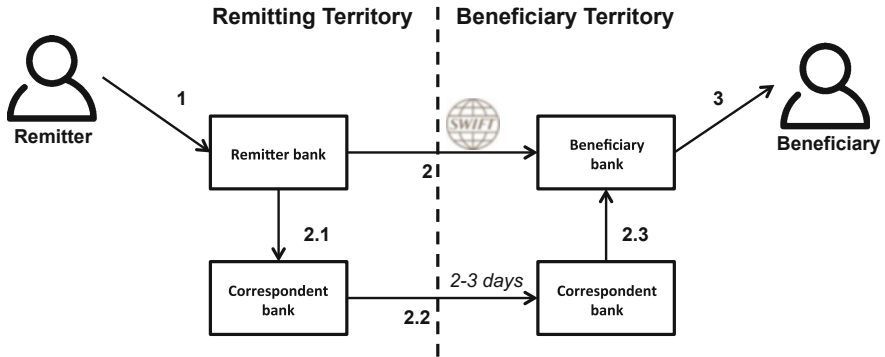 Remitting Territory
Beneficiary Territory
1
Remitter
Remitter bank
SWIFT
2
Beneficiary
bank
3
Beneficiary
2.1
2.3
Correspondent
bank
2-3 days
2.2
Correspondent
bank